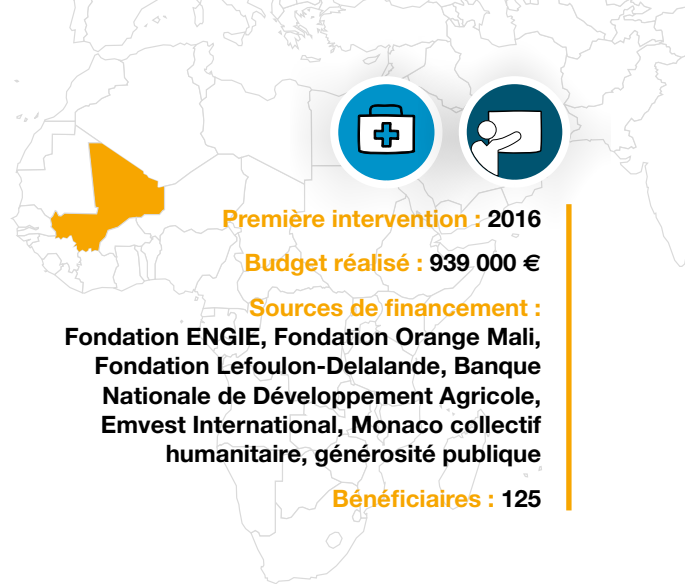 Première intervention : 2016
Budget réalisé : 939 000 €
Sources de financement :
Fondation ENGIE, Fondation Orange Mali,
Fondation Lefoulon-Delalande, Banque
Nationale de Développement Agricole,
Emvest International, Monaco collectif
humanitaire, générosité publique
Bénéficiaires : 125